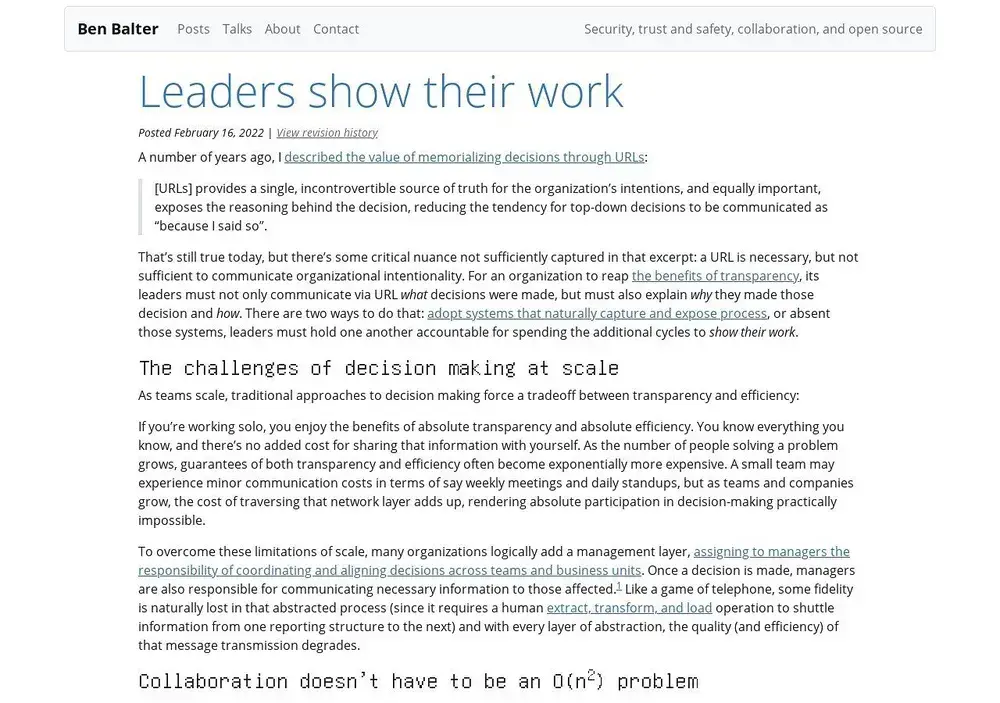 Ben Balter Posts Talks About Contact Security, trust and safety, collaboration, and open source
Leaders show their work
Posted February 16, 2022 | View revision history
A number of years ago, I described the value of memorializing decisions through URLs:
[URLs] provides a single, incontrovertible source of truth for the organization’s intentions, and equally important,
exposes the reasoning behind the decision, reducing the tendency for top-down decisions to be communicated as
“because I said so”.
That’s still true today, but there’s some critical nuance not sufficiently captured in that excerpt: a URL is necessary, but not
sufficient to communicate organizational intentionality. For an organization to reap the benefits of transparency, its
leaders must not only communicate via URL what decisions were made, but must also explain why they made those
decision and how. There are two ways to do that: adopt systems that naturally capture and expose process, or absent
those systems, leaders must hold one another accountable for spending the additional cycles to show their work.
The challenges of decision making at scale
As teams scale, traditional approaches to decision making force a tradeoff between transparency and efficiency:
If you’re working solo, you enjoy the benefits of absolute transparency and absolute efficiency. You know everything you
know, and there’s no added cost for sharing that information with yourself. As the number of people solving a problem
grows, guarantees of both transparency and efficiency often become exponentially more expensive. A small team may
experience minor communication costs in terms of say weekly meetings and daily standups, but as teams and companies
grow, the cost of traversing that network layer adds up, rendering absolute participation in decision-making practically
impossible.
To overcome these limitations of scale, many organizations logically add a management layer, assigning to managers the
responsibility of coordinating and aligning decisions across teams and business units. Once a decision is made, managers
are also responsible for communicating necessary information to those affected.1 Like a game of telephone, some fidelity
is naturally lost in that abstracted process (since it requires a human extract, transform, and load operation to shuttle
information from one reporting structure to the next) and with every layer of abstraction, the quality (and efficiency) of
that message transmission degrades.
Collaboration doesn’t have to be an O(n²) problem